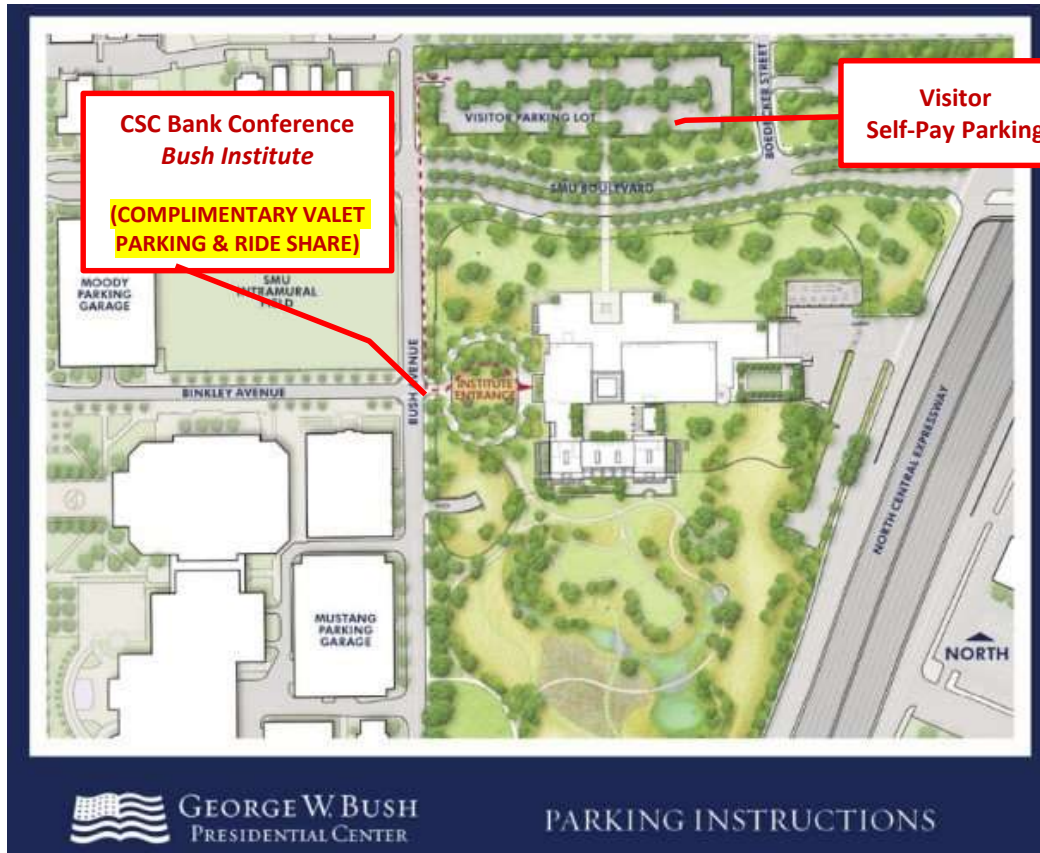 CSC Bank Conference
Bush Institute
(COMPLIMENTARY VALET
PARKING & RIDE SHARE)
Visitor
Self-Pay Parking
VISITOR PARKING LOT
BOEDECKER STREET
SMU BOULEVARD
MOODY
PARKING
GARAGE
SMU
INTRAMURAL
FIELD
BUSH AVENUE
BINKLEY AVENUE
INSTITUTE
ENTRANCE
NORTH CENTRAL EXPRESSWAY
MUSTANG
PARKING
GARAGE
NORTH
GEORGE W. BUSH
PRESIDENTIAL CENTER
PARKING INSTRUCTIONS